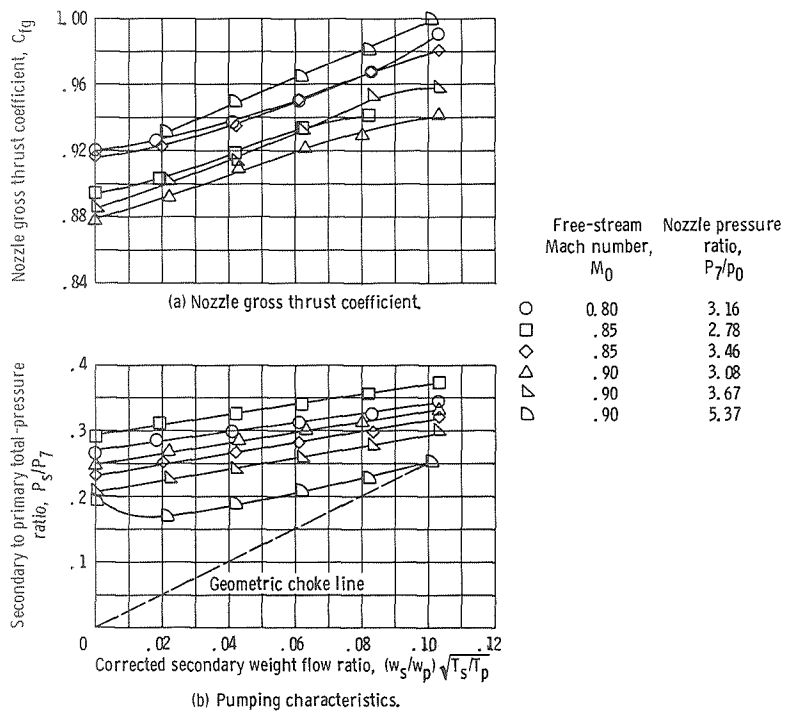 Nozzle gross thrust coefficient, Cfg
1.00
.96
.92
.88
.84
(a) Nozzle gross thrust coefficient.
Free-stream Mach number, M0
Nozzle pressure ratio, P7/p0
0.80 3.16
.85 2.78
.85 3.46
.90 3.08
.90 3.67
.90 5.37
Secondary to primary total-pressure
ratio, Ps/P7
.4
.3
.2
.1
0
Geometric choke line
0 .02 .04 .06 .08 .10 .12
Corrected secondary weight flow ratio, (ws/wp) √Ts/Tp
(b) Pumping characteristics.